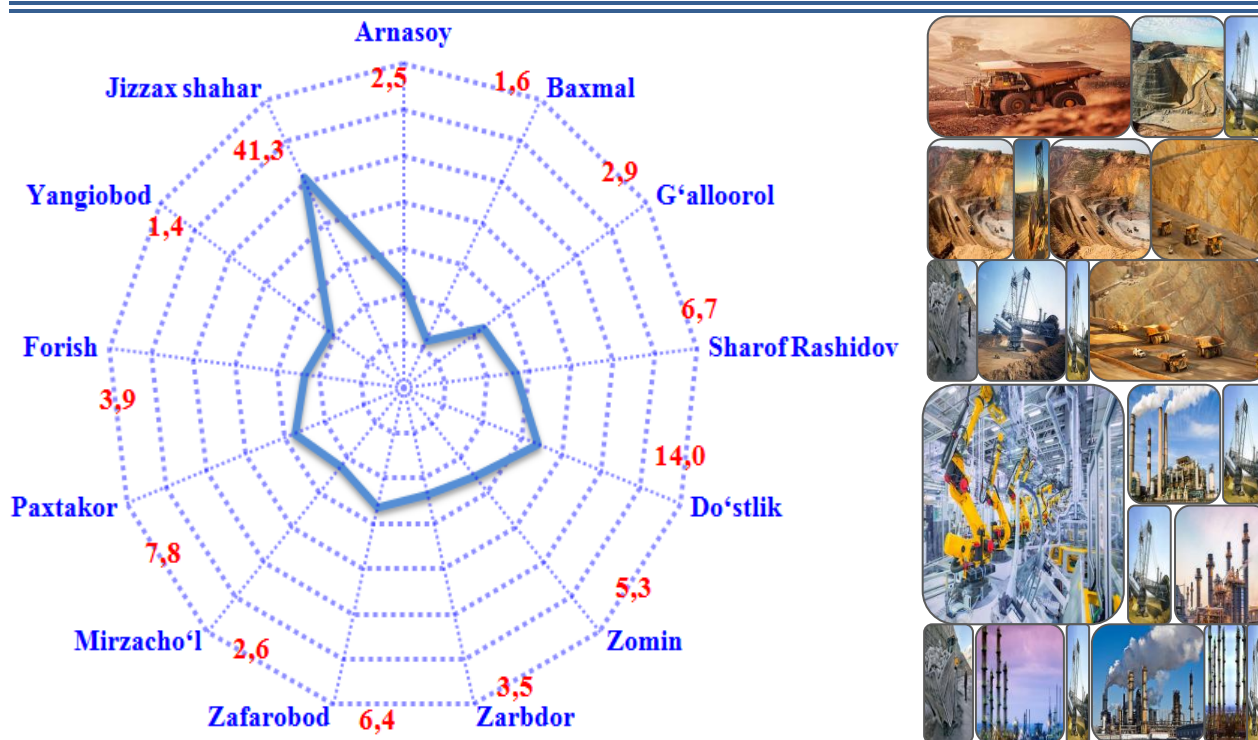 Arnasoy
2,5
1,6
Baxmal
2,9
G‘alloorol
6,7
Sharof Rashidov
14,0
Do‘stlik
5,3
Zomin
3,5
Zarbdor
6,4
Zafarobod
2,6
Mirzacho‘l
7,8
Paxtakor
3,9
Forish
1,4
Yangiobod
41,3
Jizzax shahar